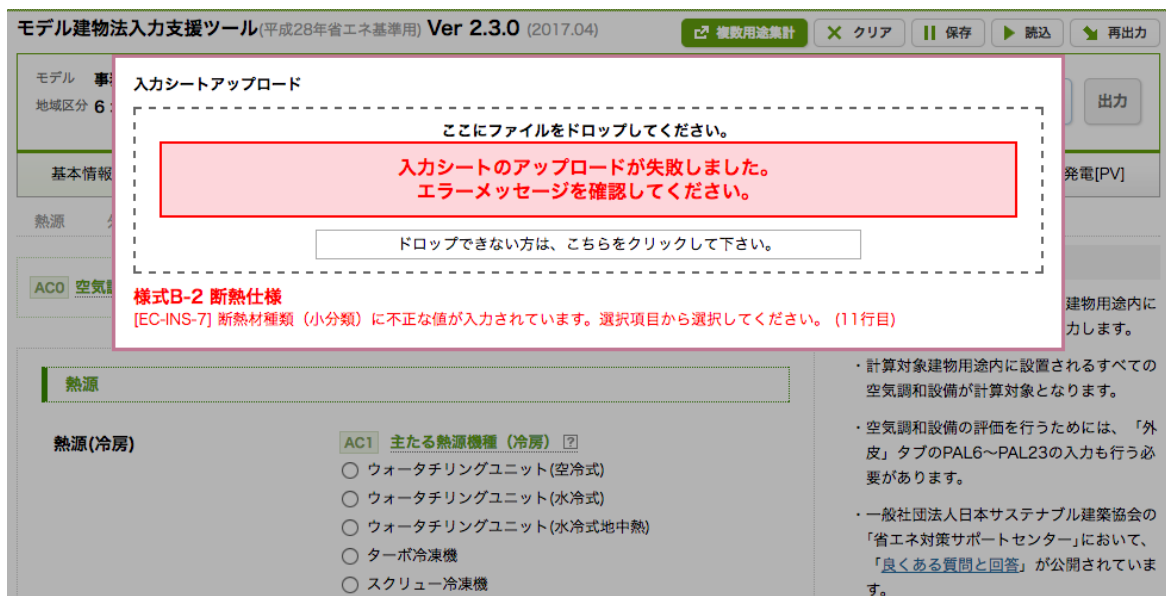 モデル建物法入力支援ツール(平成28年省エネ基準用) Ver 2.3.0 (2017.04)
複数用途集計
クリア
保存
読込
再出力
モデル
地域区分 6
出力
入力シートアップロード
ここにファイルをドロップしてください。
入力シートのアップロードが失敗しました。
エラーメッセージを確認してください。
ドロップできない方は、こちらをクリックして下さい。
様式B-2 断熱仕様
[EC-INS-7] 断熱材種類（小分類）に不正な値が入力されています。選択項目から選択してください。 (11行目)
基本情報
発電[PV]
熱源
AC0 空気
建物用途内に
力します。
熱源
熱源(冷房)
AC1 主たる熱源機種（冷房） ?
ウォータチリングユニット(空冷式)
ウォータチリングユニット(水冷式)
ウォータチリングユニット(水冷式地中熱)
ターボ冷凍機
スクリュー冷凍機
・計算対象建物用途内に設置されるすべての
空気調和設備が計算対象となります。
・空気調和設備の評価を行うためには、「外
皮」タブのPAL6～PAL23の入力も行う必
要があります。
・一般社団法人日本サステナブル建築協会の
「省エネ対策サポートセンター」において、
「良くある質問と回答」が公開されていま
す。